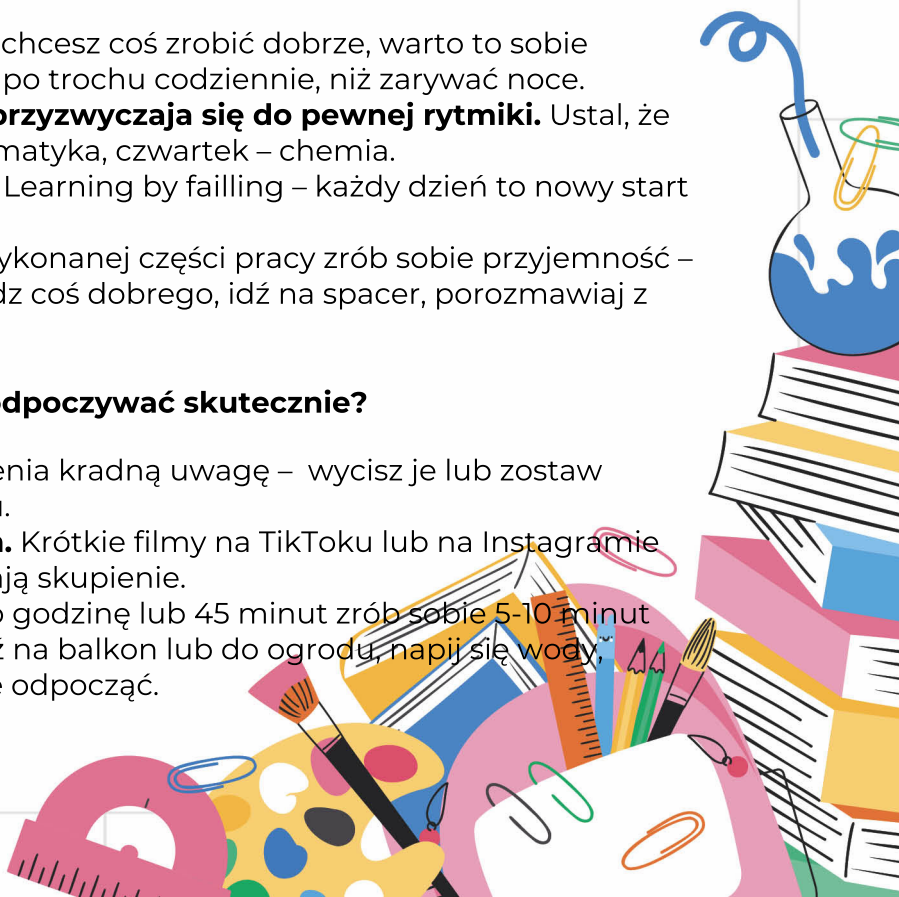 chcesz coś zrobić dobrze, warto to sobie
po trochu codziennie, niż zarywać noce.
przyzwyczaja się do pewnej rytmiki. Ustal, że
matyka, czwartek – chemia.
Learning by failling – każdy dzień to nowy start
ykonanej części pracy zrób sobie przyjemność –
dz coś dobrego, idź na spacer, porozmawiaj z
odpoczywać skutecznie?
enia kradną uwagę – wycisz je lub zostaw
Krótkie filmy na TikToku lub na Instagramie
ają skupienie.
o godzinę lub 45 minut zrób sobie 5-10 minut
ź na balkon lub do ogrodu, napij się wody,
e odpocząć.